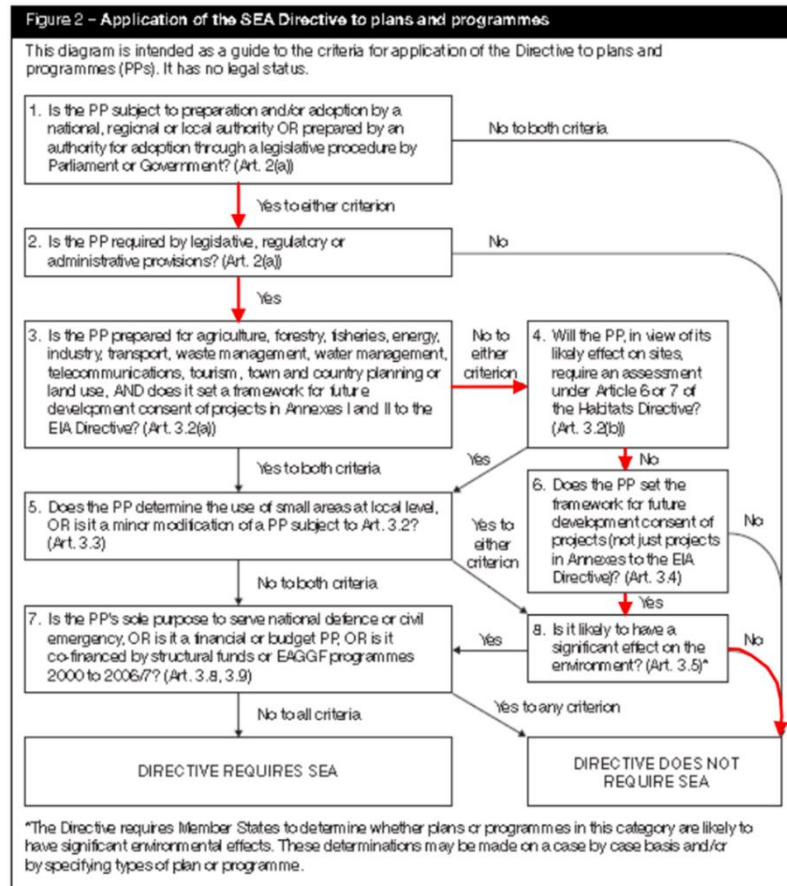 Figure 2 – Application of the SEA Directive to plans and programmes
This diagram is intended as a guide to the criteria for application of the Directive to plans and
programmes (PPs). It has no legal status.
1. Is the PP subject to preparation and/or adoption by a
national, regional or local authority OR prepared by an
authority for adoption through a legislative procedure by
Parliament or Government? (Art. 2(a))
No to both criteria
Yes to either criterion
2. Is the PP required by legislative, regulatory or
administrative provisions? (Art. 2(a))
No
Yes
3. Is the PP prepared for agriculture, forestry, fisheries, energy,
industry, transport, waste management, water management,
telecommunications, tourism, town and country planning or
land use, AND does it set a framework for future
development consent of projects in Annexes I and II to the
EIA Directive? (Art. 3.2(a))
No to
either
criterion
4. Will the PP, in view of its
likely effect on sites,
require an assessment
under Article 6 or 7 of
the Habitats Directive?
(Art. 3.2(b))
Yes to both criteria
Yes
No
5. Does the PP determine the use of small areas at local level,
OR is it a minor modification of a PP subject to Art. 3.2?
(Art. 3.3)
Yes to
either
criterion
6. Does the PP set the
framework for future
development consent of
projects (not just projects
in Annexes to the EIA
Directive)? (Art. 3.4)
No
No to both criteria
Yes
7. Is the PP's sole purpose to serve national defence or civil
emergency, OR is it a financial or budget PP, OR is it
co-financed by structural funds or EAGGF programmes
2000 to 2006/7? (Art. 3.8, 3.9)
Yes
8. Is it likely to have a
significant effect on the
environment? (Art. 3.5)*
No
No to all criteria
Yes to any criterion
DIRECTIVE REQUIRES SEA
DIRECTIVE DOES NOT
REQUIRE SEA
*The Directive requires Member States to determine whether plans or programmes in this category are likely to
have significant environmental effects. These determinations may be made on a case by case basis and/or
by specifying types of plan or programme.